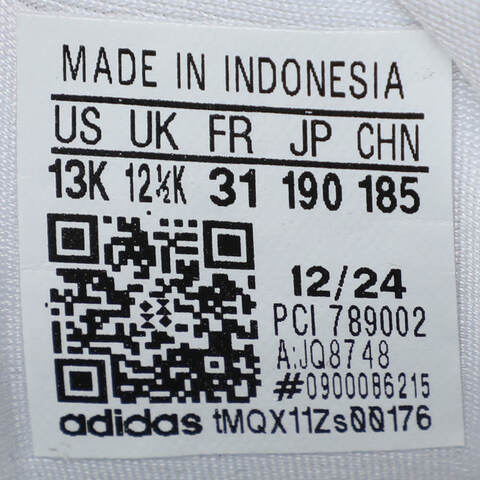 MADE IN INDONESIA
US UK FR JP CHN
13K 12½K 31 190 185
12/24
PCI 789002
A:JQ8748
#0900086215
adidas tMQX11Zs00176